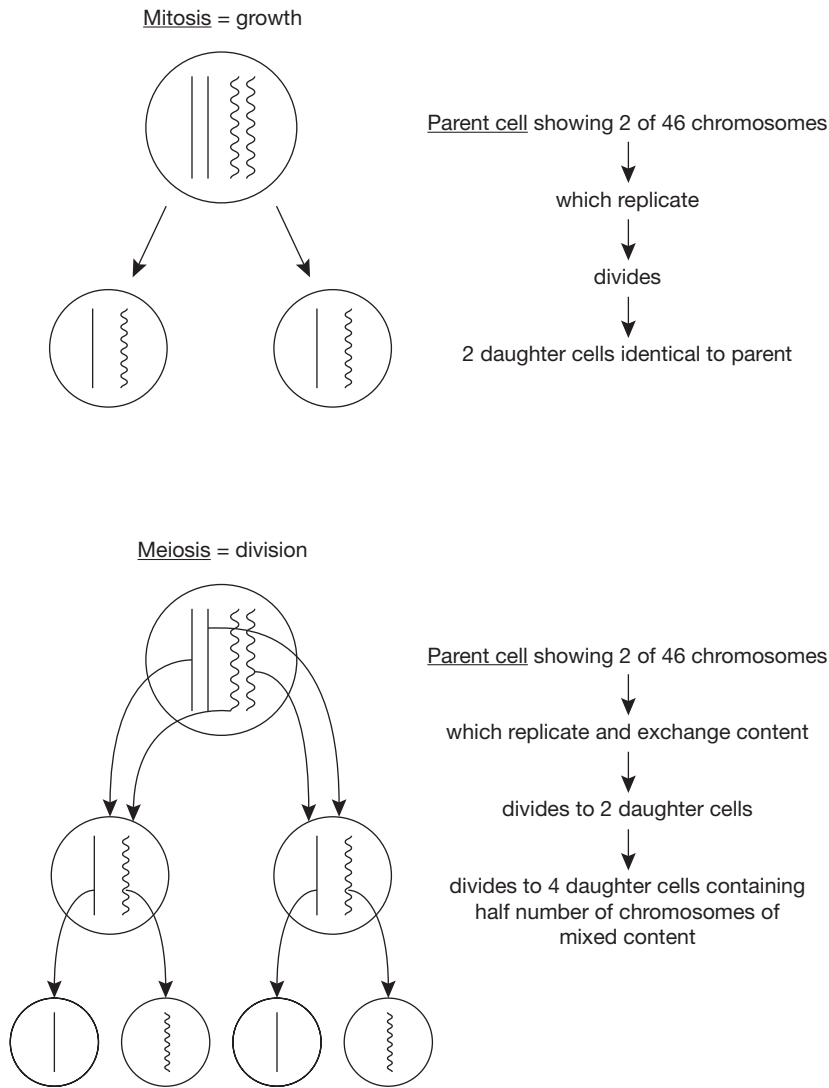 Mitosis = growth
Parent cell showing 2 of 46 chromosomes
which replicate
divides
2 daughter cells identical to parent
Meiosis = division
Parent cell showing 2 of 46 chromosomes
which replicate and exchange content
divides to 2 daughter cells
divides to 4 daughter cells containing
half number of chromosomes of
mixed content